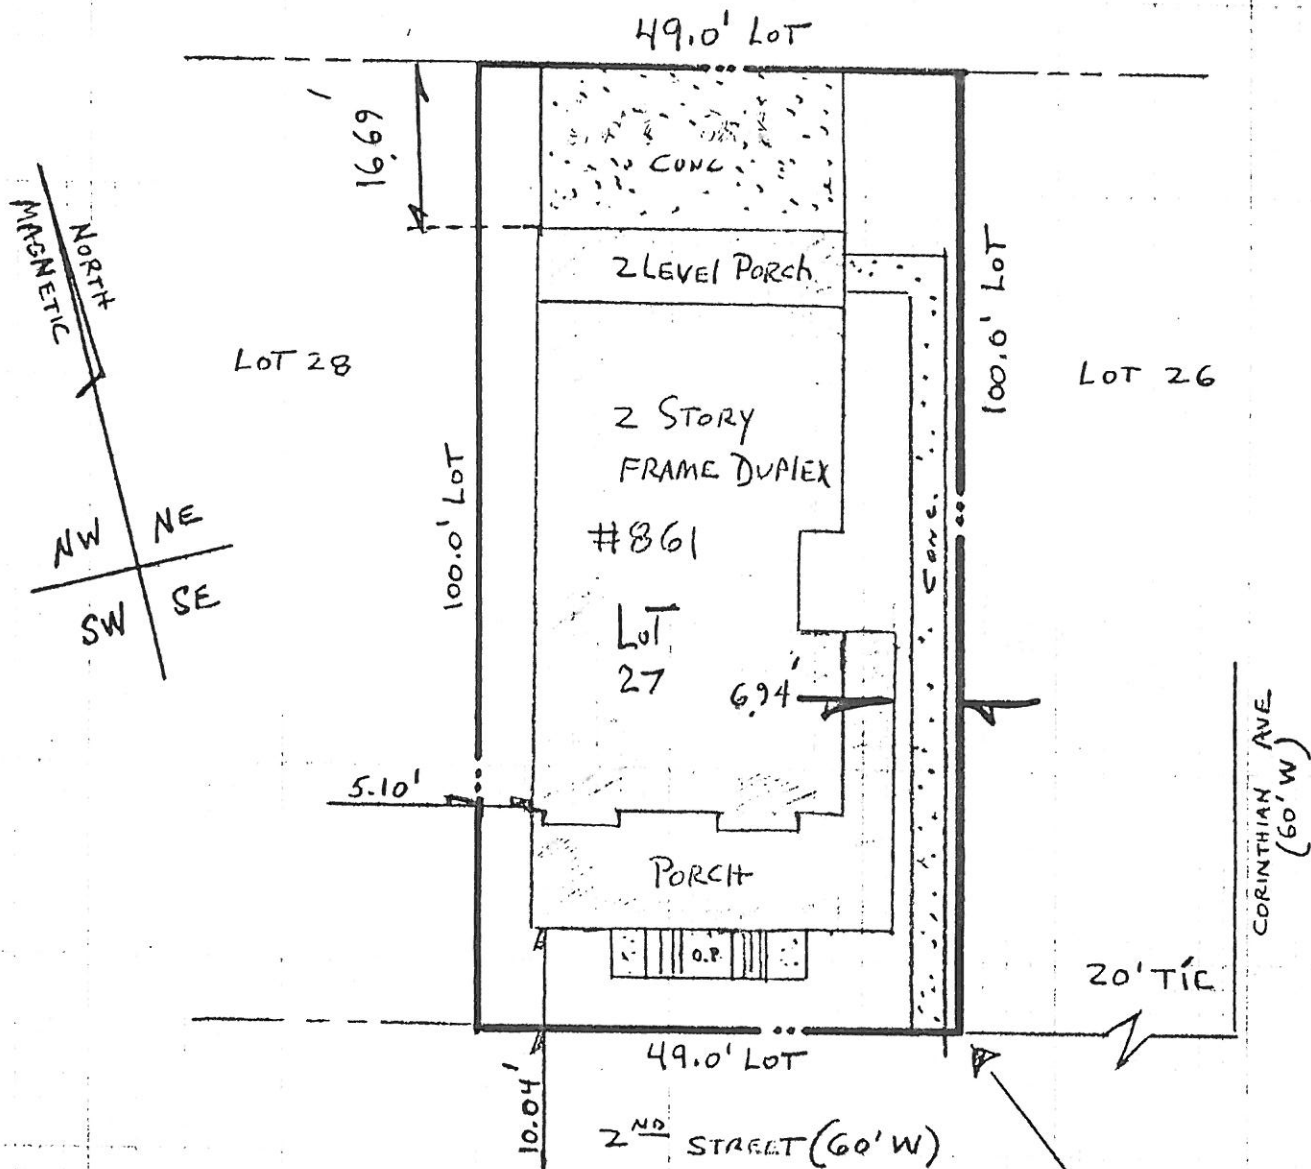 49.0' LOT
16.69'
CONC
NORTH
MAGNETIC
2 LEVEL PORCH
100.0' LOT
LOT 28
LOT 26
2 STORY
FRAME DUPLEX
100.0' LOT
#861
NW NE
SW SE
CONC.
LOT
27
6.94'
CORINTHIAN AVE
(60' W)
5.10'
PORCH
O.P.
20' TIE
49.0' LOT
10.04'
2ND STREET (60' W)